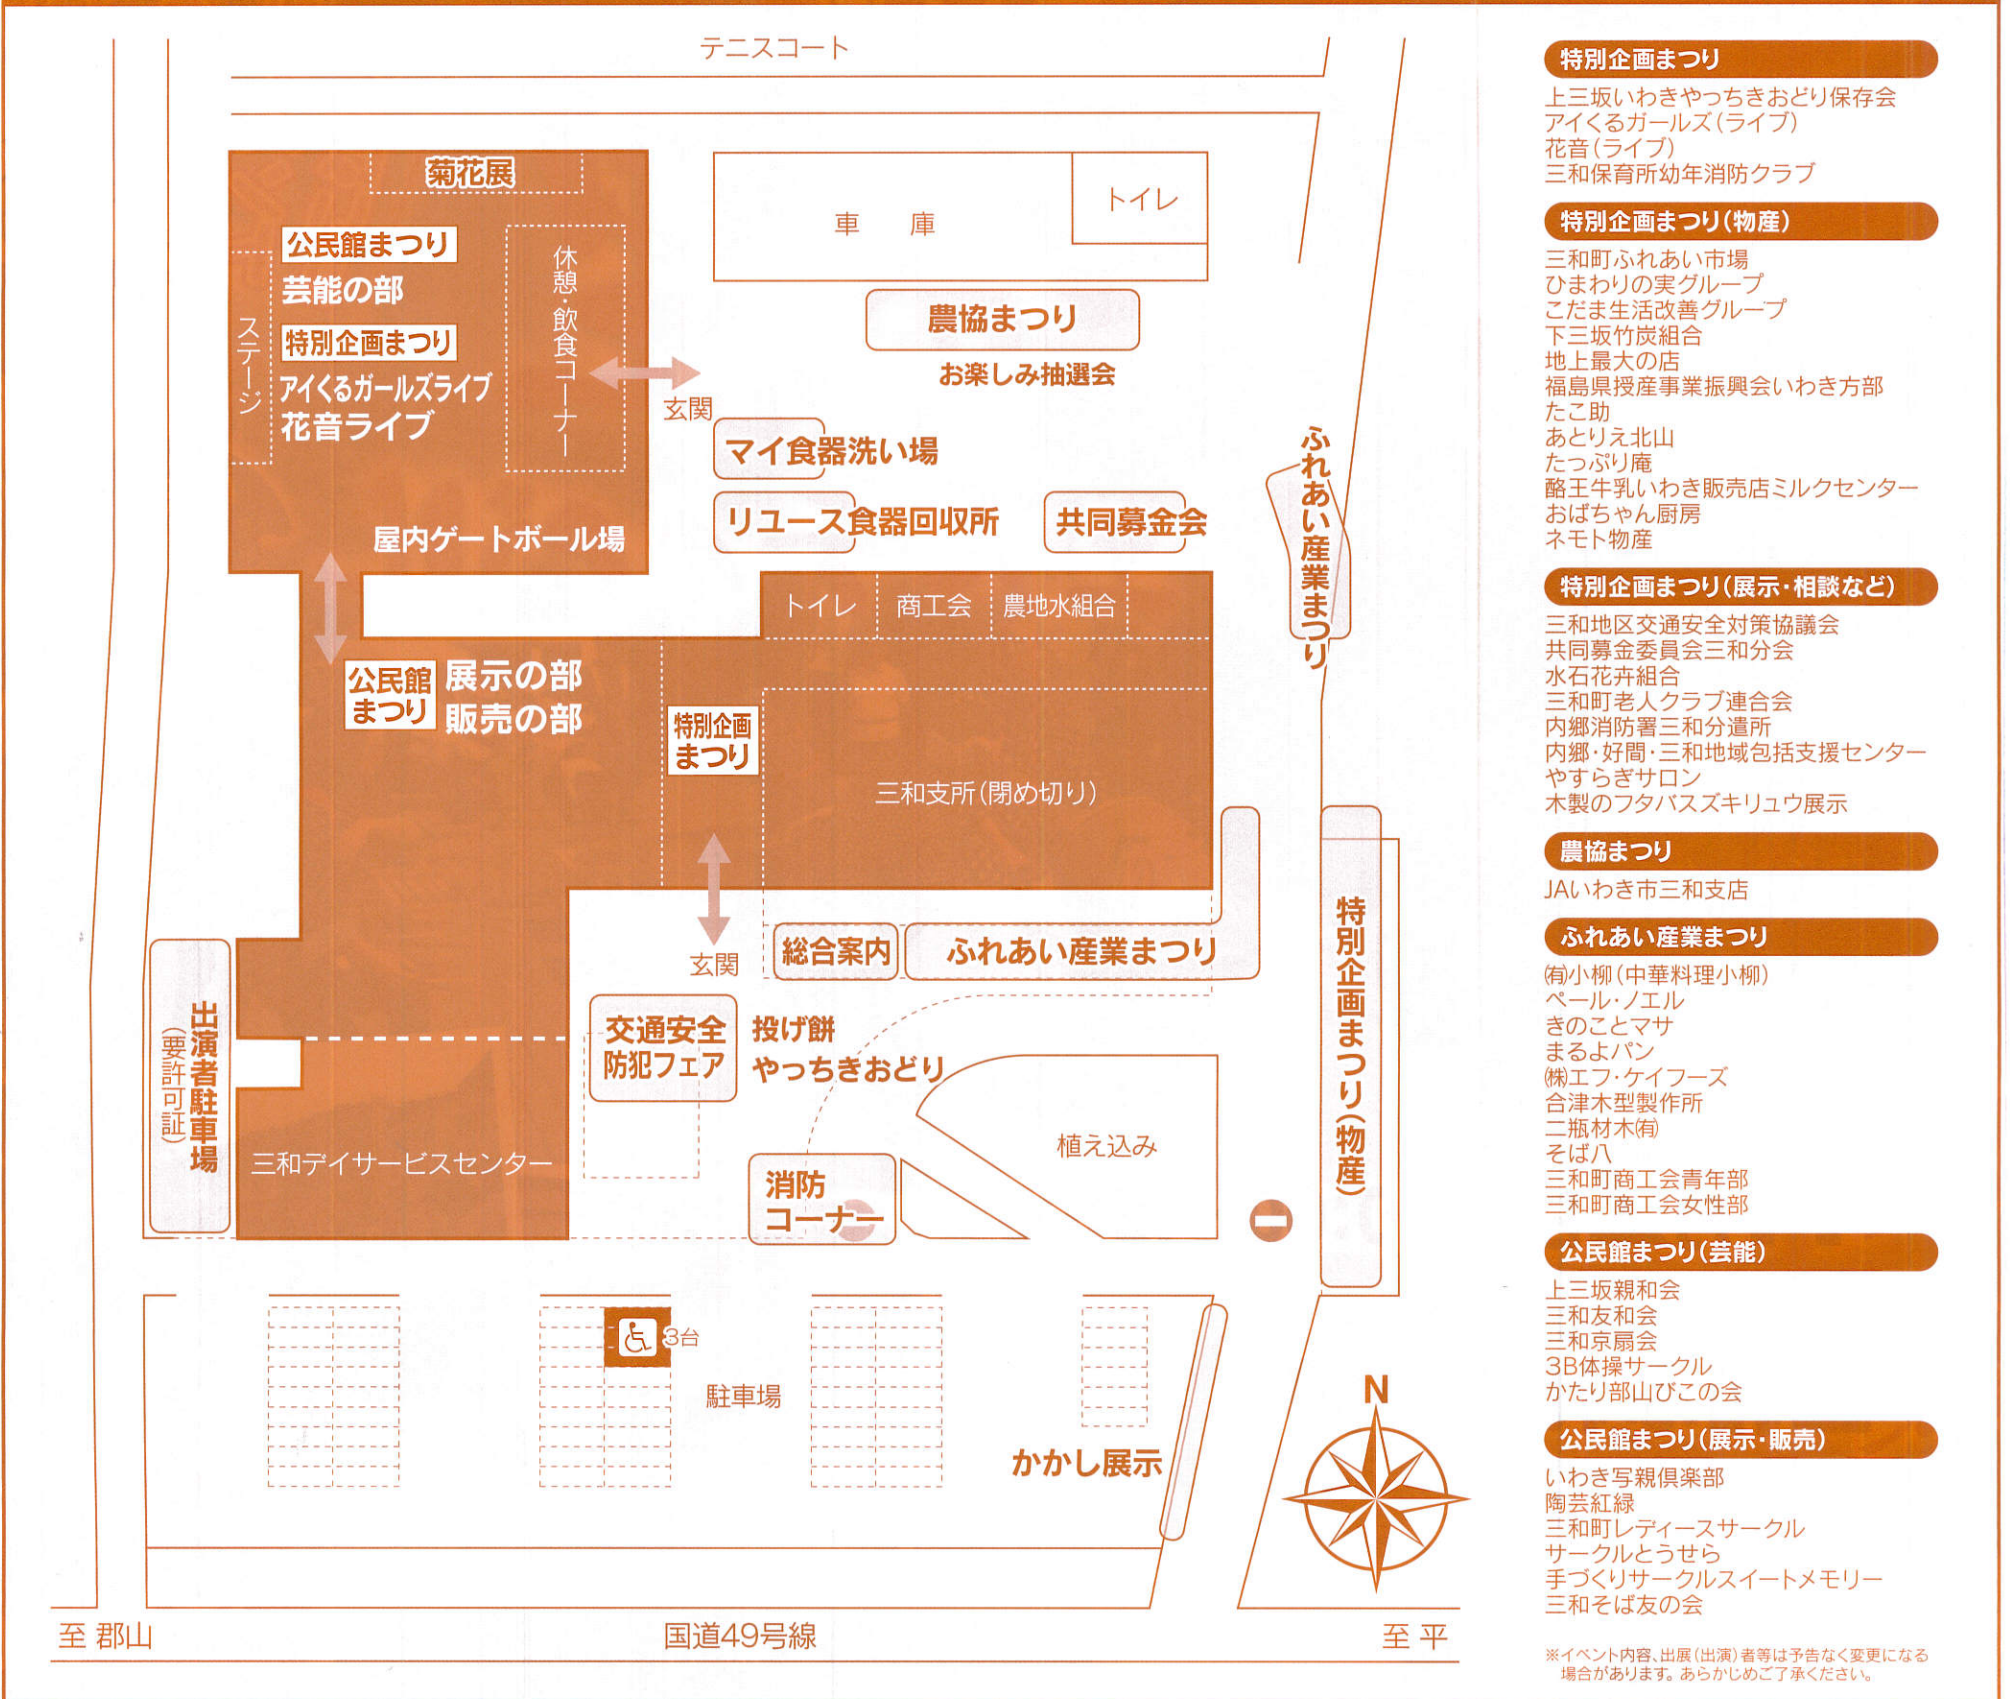 テニスコート
菊花展
公民館まつり
芸能の部
特別企画まつり
アイくるガールズライブ
花音ライブ
ステージ
休憩・飲食コーナー
屋内ゲートボール場
車　庫
トイレ
農協まつり
お楽しみ抽選会
玄関
マイ食器洗い場
リユース食器回収所
共同募金会
ふれあい産業まつり
トイレ
商工会
農地水組合
公民館
まつり
展示の部
販売の部
特別企画
まつり
三和支所(閉め切り)
玄関
総合案内
ふれあい産業まつり
特別企画まつり(物産)
出演者駐車場
(要許可証)
交通安全
防犯フェア
投げ餅
やっちきおどり
三和デイサービスセンター
消防
コーナー
植え込み
3台
駐車場
かかし展示
N
至 郡山
国道49号線
至 平
特別企画まつり
上三坂いわきやっちきおどり保存会
アイくるガールズ(ライブ)
花音(ライブ)
三和保育所幼年消防クラブ
特別企画まつり(物産)
三和町ふれあい市場
ひまわりの実グループ
こだま生活改善グループ
下三坂竹炭組合
地上最大の店
福島県授産事業振興会いわき方部
たこ助
あとりえ北山
たっぷり庵
酪王牛乳いわき販売店ミルクセンター
おばちゃん厨房
ネモト物産
特別企画まつり(展示・相談など)
三和地区交通安全対策協議会
共同募金委員会三和分会
水石花卉組合
三和町老人クラブ連合会
内郷消防署三和分遣所
内郷・好間・三和地域包括支援センター
やすらぎサロン
木製のフタバスズキリュウ展示
農協まつり
JAいわき市三和支店
ふれあい産業まつり
㈲小柳(中華料理小柳)
ペール・ノエル
きのことマサ
まるよパン
㈱エフ・ケイフーズ
合津木型製作所
二瓶材木㈲
そば八
三和町商工会青年部
三和町商工会女性部
公民館まつり(芸能)
上三坂親和会
三和友和会
三和京扇会
3B体操サークル
かたり部山びこの会
公民館まつり(展示・販売)
いわき写親倶楽部
陶芸紅緑
三和町レディースサークル
サークルとうせら
手づくりサークルスイートメモリー
三和そば友の会
※イベント内容、出展(出演)者等は予告なく変更になる
場合があります。あらかじめご了承ください。